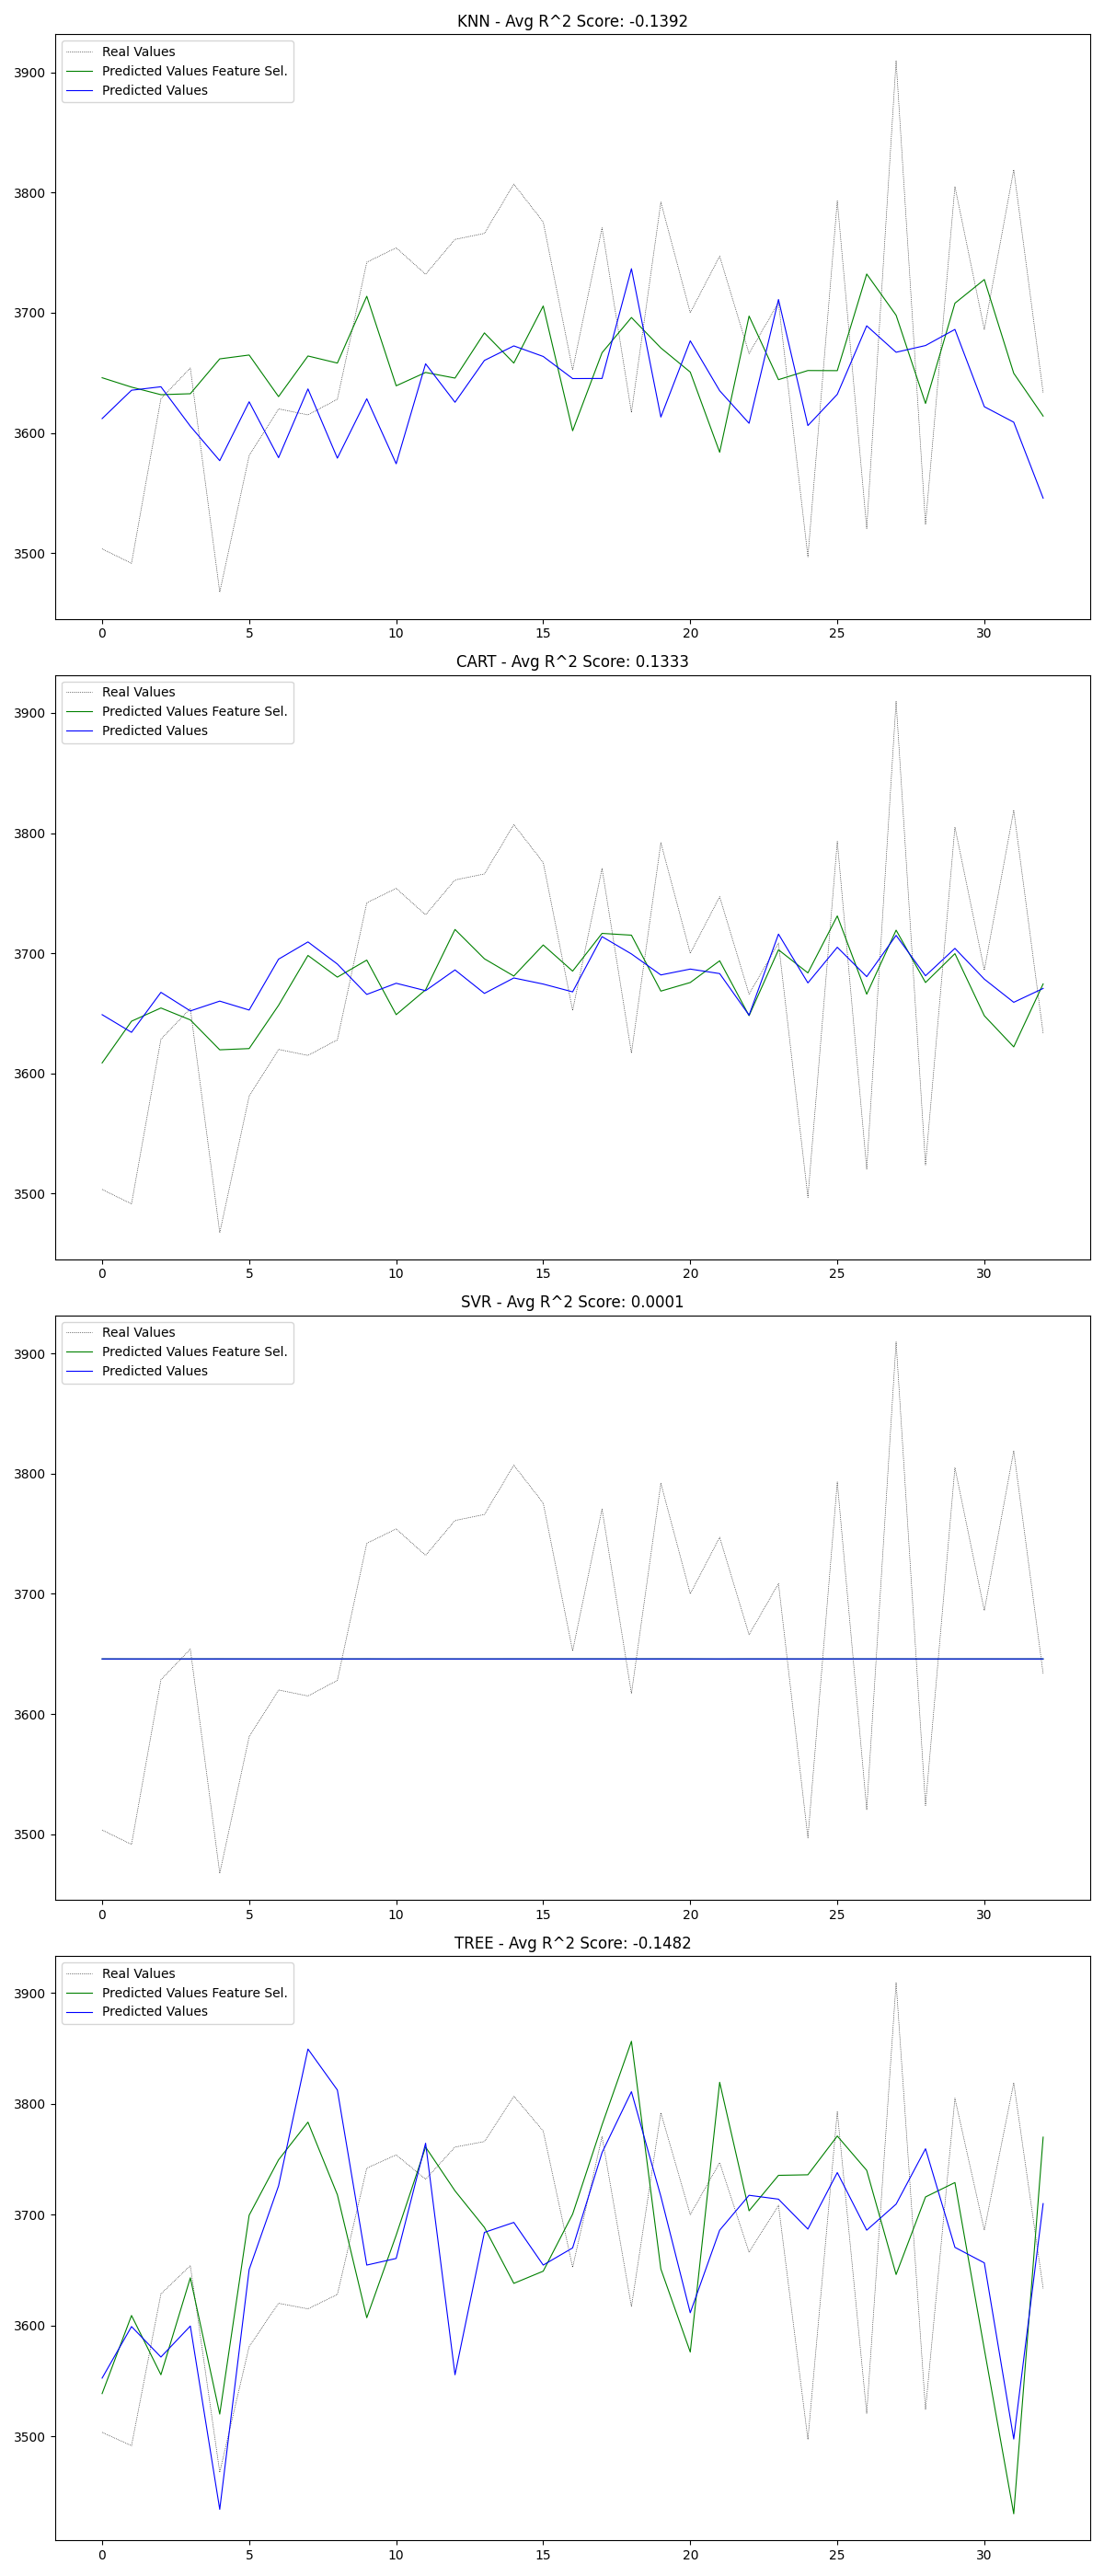 KNN - Avg R^2 Score: -0.1392
Real Values
Predicted Values Feature Sel.
Predicted Values
3900
3800
3700
3600
3500
0 5 10 15 20 25 30
CART - Avg R^2 Score: 0.1333
Real Values
Predicted Values Feature Sel.
Predicted Values
3900
3800
3700
3600
3500
0 5 10 15 20 25 30
SVR - Avg R^2 Score: 0.0001
Real Values
Predicted Values Feature Sel.
Predicted Values
3900
3800
3700
3600
3500
0 5 10 15 20 25 30
TREE - Avg R^2 Score: -0.1482
Real Values
Predicted Values Feature Sel.
Predicted Values
3900
3800
3700
3600
3500
0 5 10 15 20 25 30